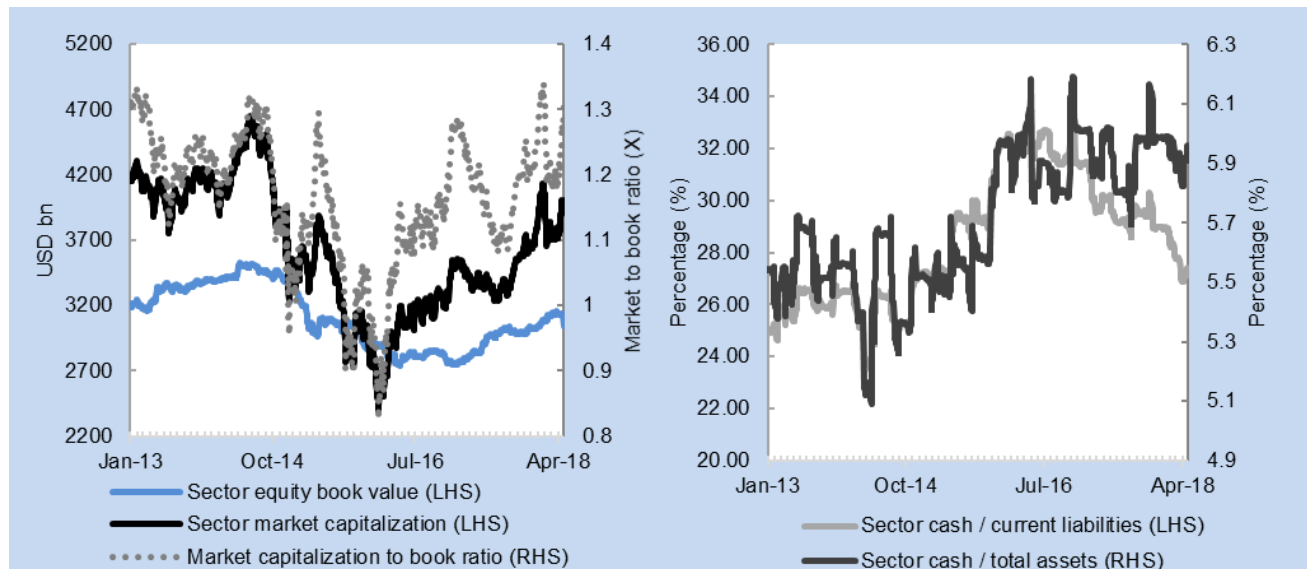 5200
4700
4200
3700
3200
2700
2200
USD bn
1.4
1.3
1.2
1.1
1
0.9
0.8
Market to book ratio (X)
Jan-13 Oct-14 Jul-16 Apr-18
Sector equity book value (LHS)
Sector market capitalization (LHS)
Market capitalization to book ratio (RHS)
36.00
34.00
32.00
30.00
28.00
26.00
24.00
22.00
20.00
Percentage (%)
6.3
6.1
5.9
5.7
5.5
5.3
5.1
4.9
Percentage (%)
Jan-13 Oct-14 Jul-16 Apr-18
Sector cash / current liabilities (LHS)
Sector cash / total assets (RHS)